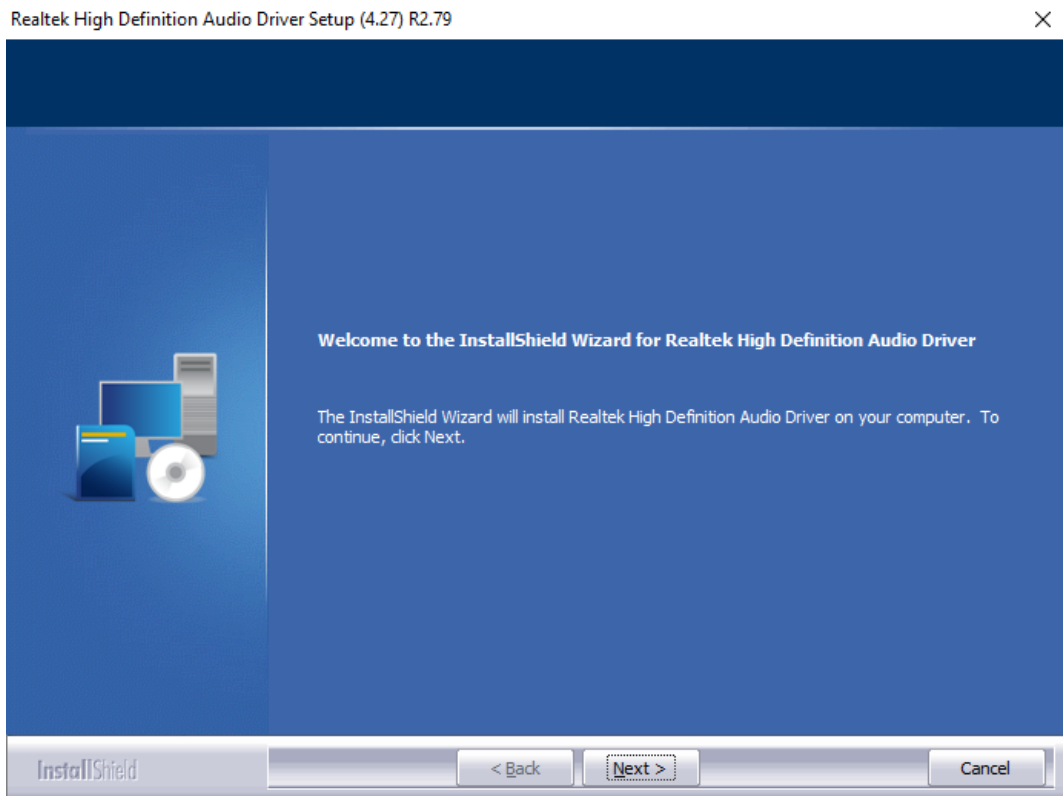 Realtek High Definition Audio Driver Setup (4.27) R2.79
Welcome to the InstallShield Wizard for Realtek High Definition Audio Driver
The InstallShield Wizard will install Realtek High Definition Audio Driver on your computer.  To
continue, click Next.
InstallShield
< Back
Next >
Cancel